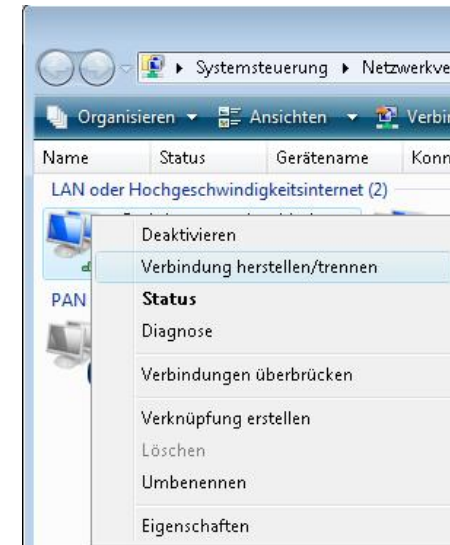 Systemsteuerung ▸ Netzwerkve
Organisieren Ansichten Verbin
Name Status Gerätename Konn
LAN oder Hochgeschwindigkeitsinternet (2)
Deaktivieren
Verbindung herstellen/trennen
PAN
Status
Diagnose
Verbindungen überbrücken
Verknüpfung erstellen
Löschen
Umbenennen
Eigenschaften